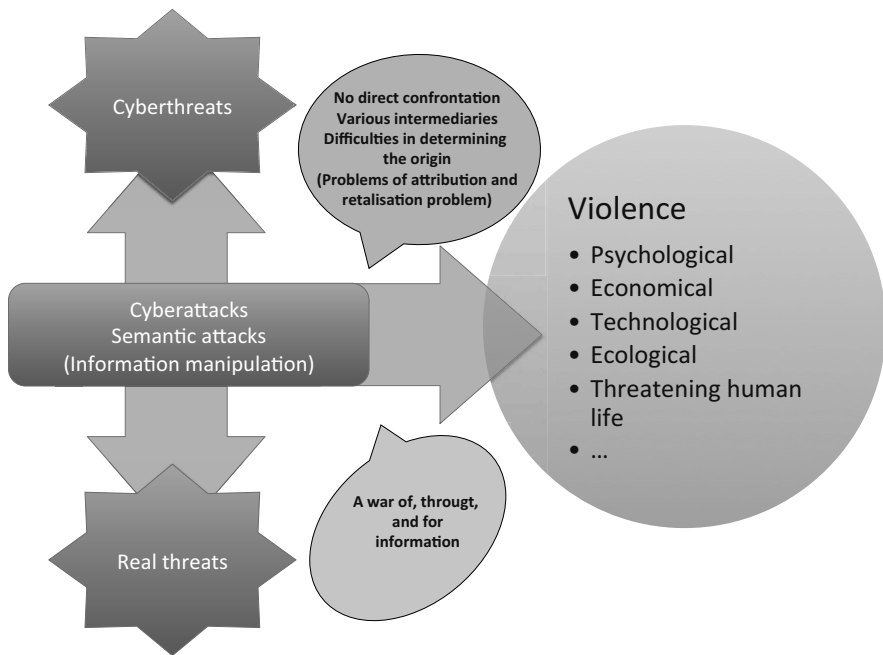 Cyberthreats
No direct confrontation
Various intermediaries
Difficulties in determining
the origin
(Problems of attribution and
retalisation problem)
Cyberattacks
Semantic attacks
(Information manipulation)
Violence
• Psychological
• Economical
• Technological
• Ecological
• Threatening human
life
• ...
A war of, througt,
and for
information
Real threats